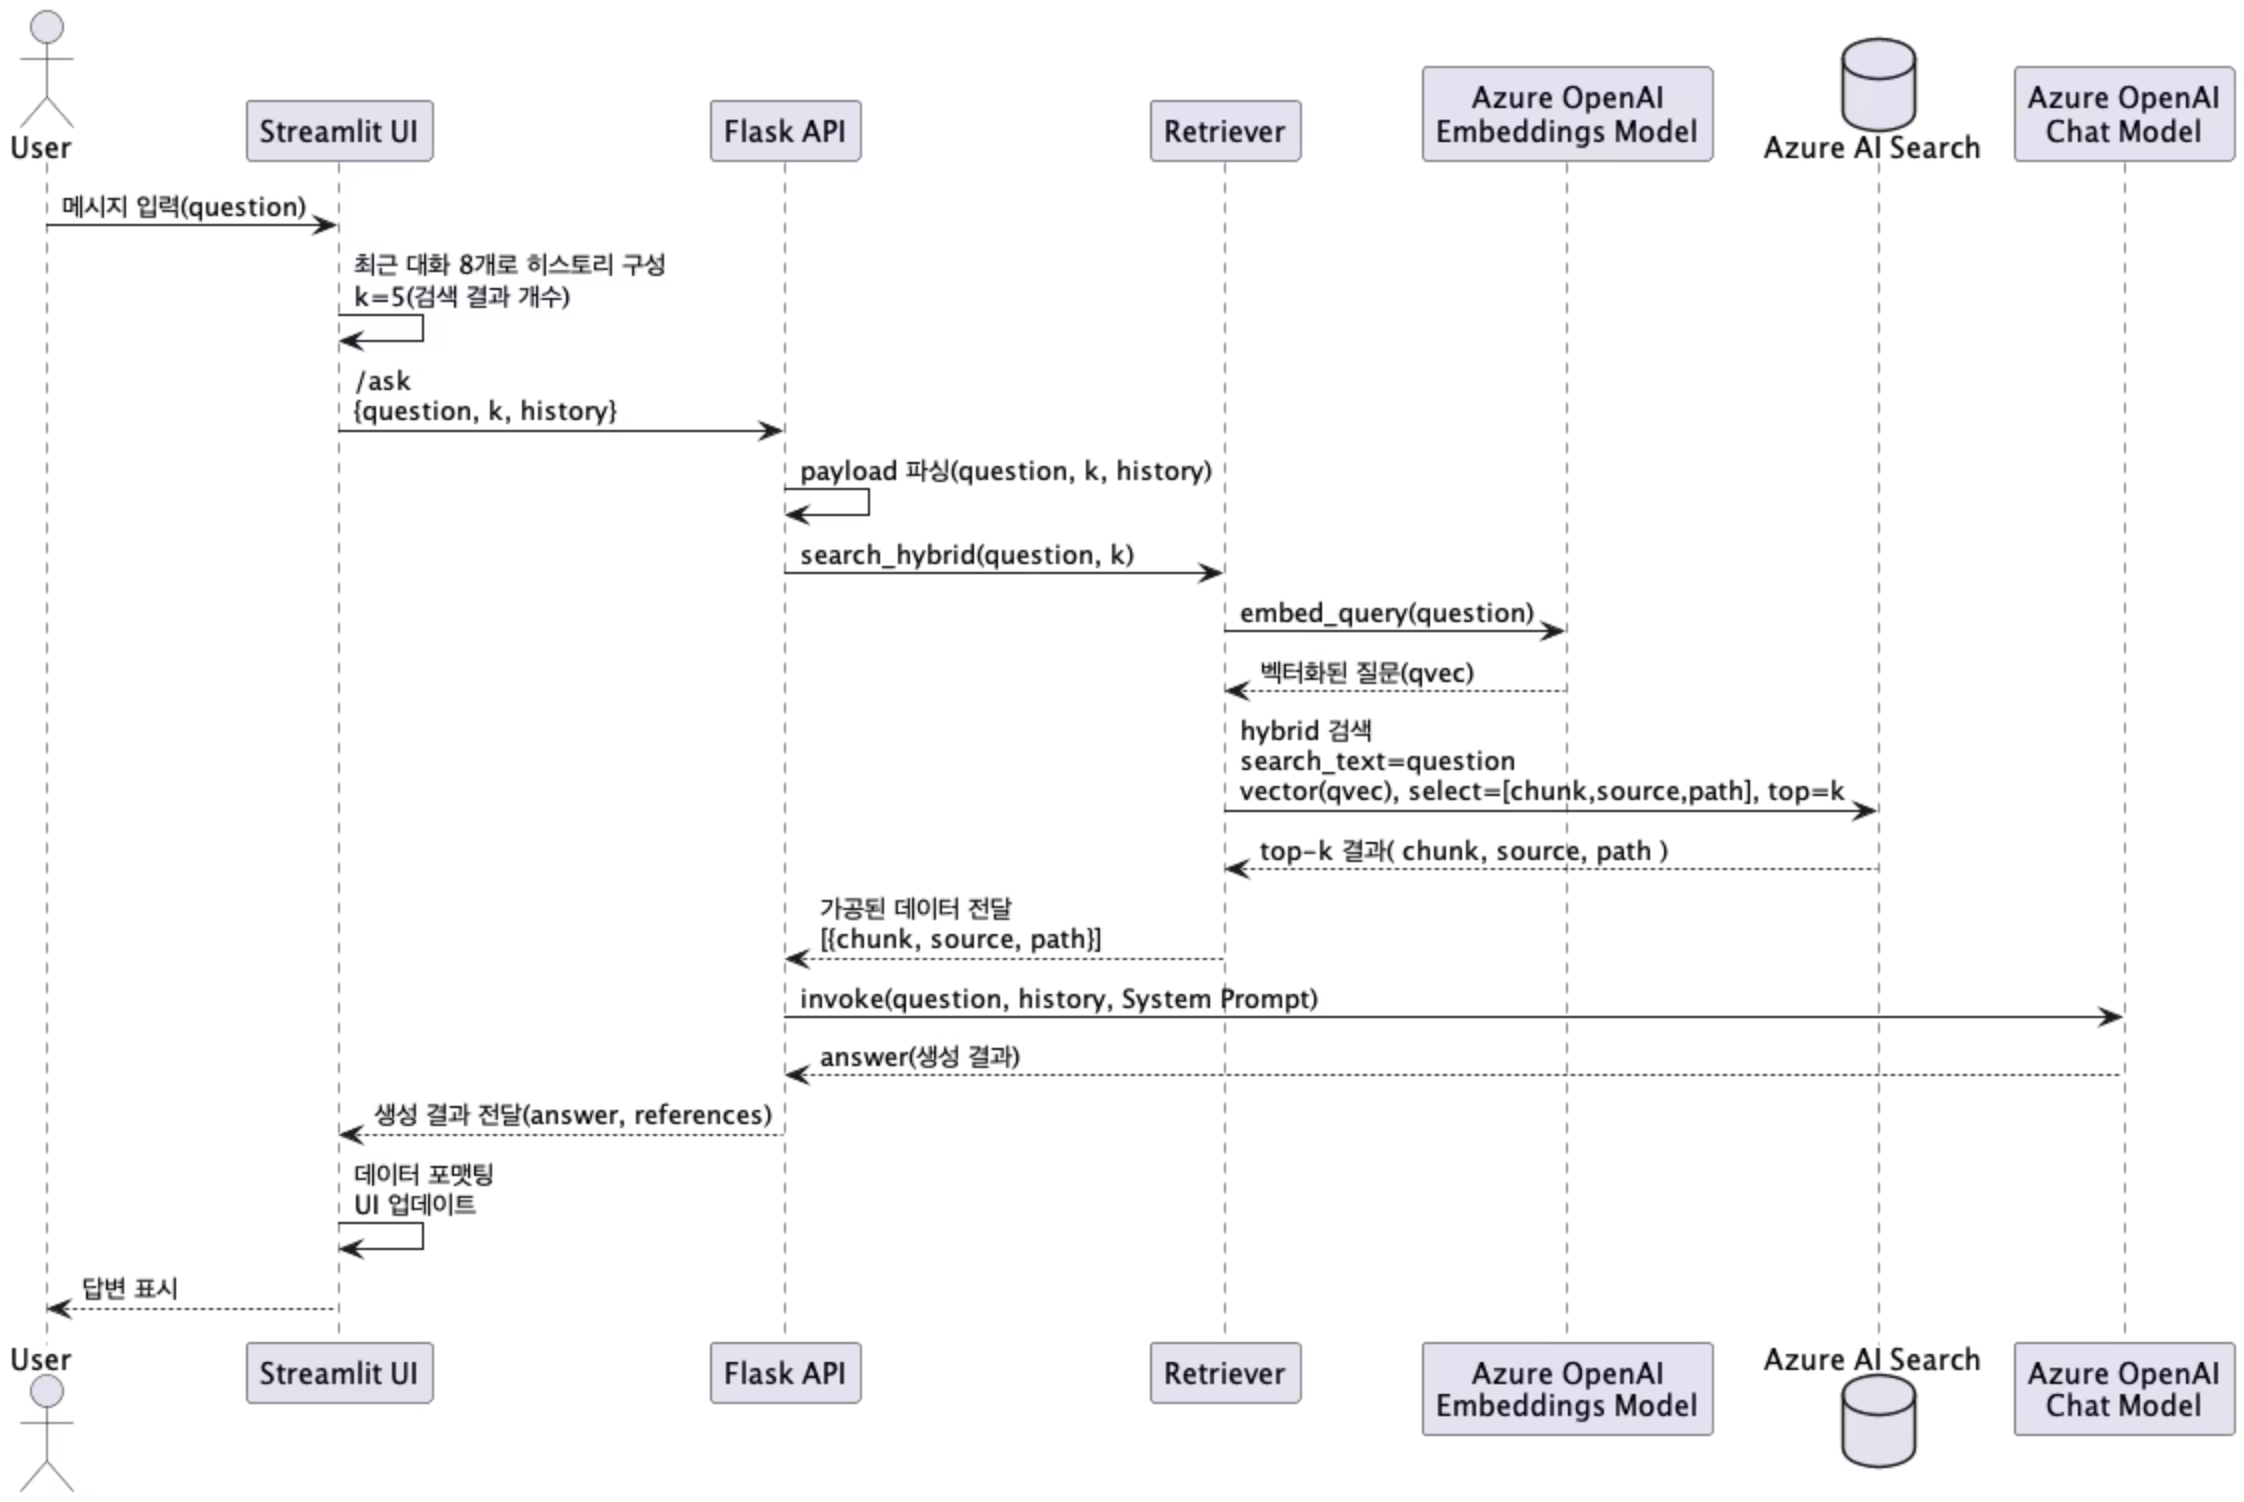 User
Streamlit UI
Flask API
Retriever
Azure OpenAI
Embeddings Model
Azure AI Search
Azure OpenAI
Chat Model
메시지 입력(question)
최근 대화 8개로 히스토리 구성
k=5(검색 결과 개수)
/ask
{question, k, history}
payload 파싱(question, k, history)
search_hybrid(question, k)
embed_query(question)
벡터화된 질문(qvec)
hybrid 검색
search_text=question
vector(qvec), select=[chunk,source,path], top=k
top-k 결과( chunk, source, path )
가공된 데이터 전달
[{chunk, source, path}]
invoke(question, history, System Prompt)
answer(생성 결과)
생성 결과 전달(answer, references)
데이터 포맷팅
UI 업데이트
답변 표시
User
Streamlit UI
Flask API
Retriever
Azure OpenAI
Embeddings Model
Azure AI Search
Azure OpenAI
Chat Model